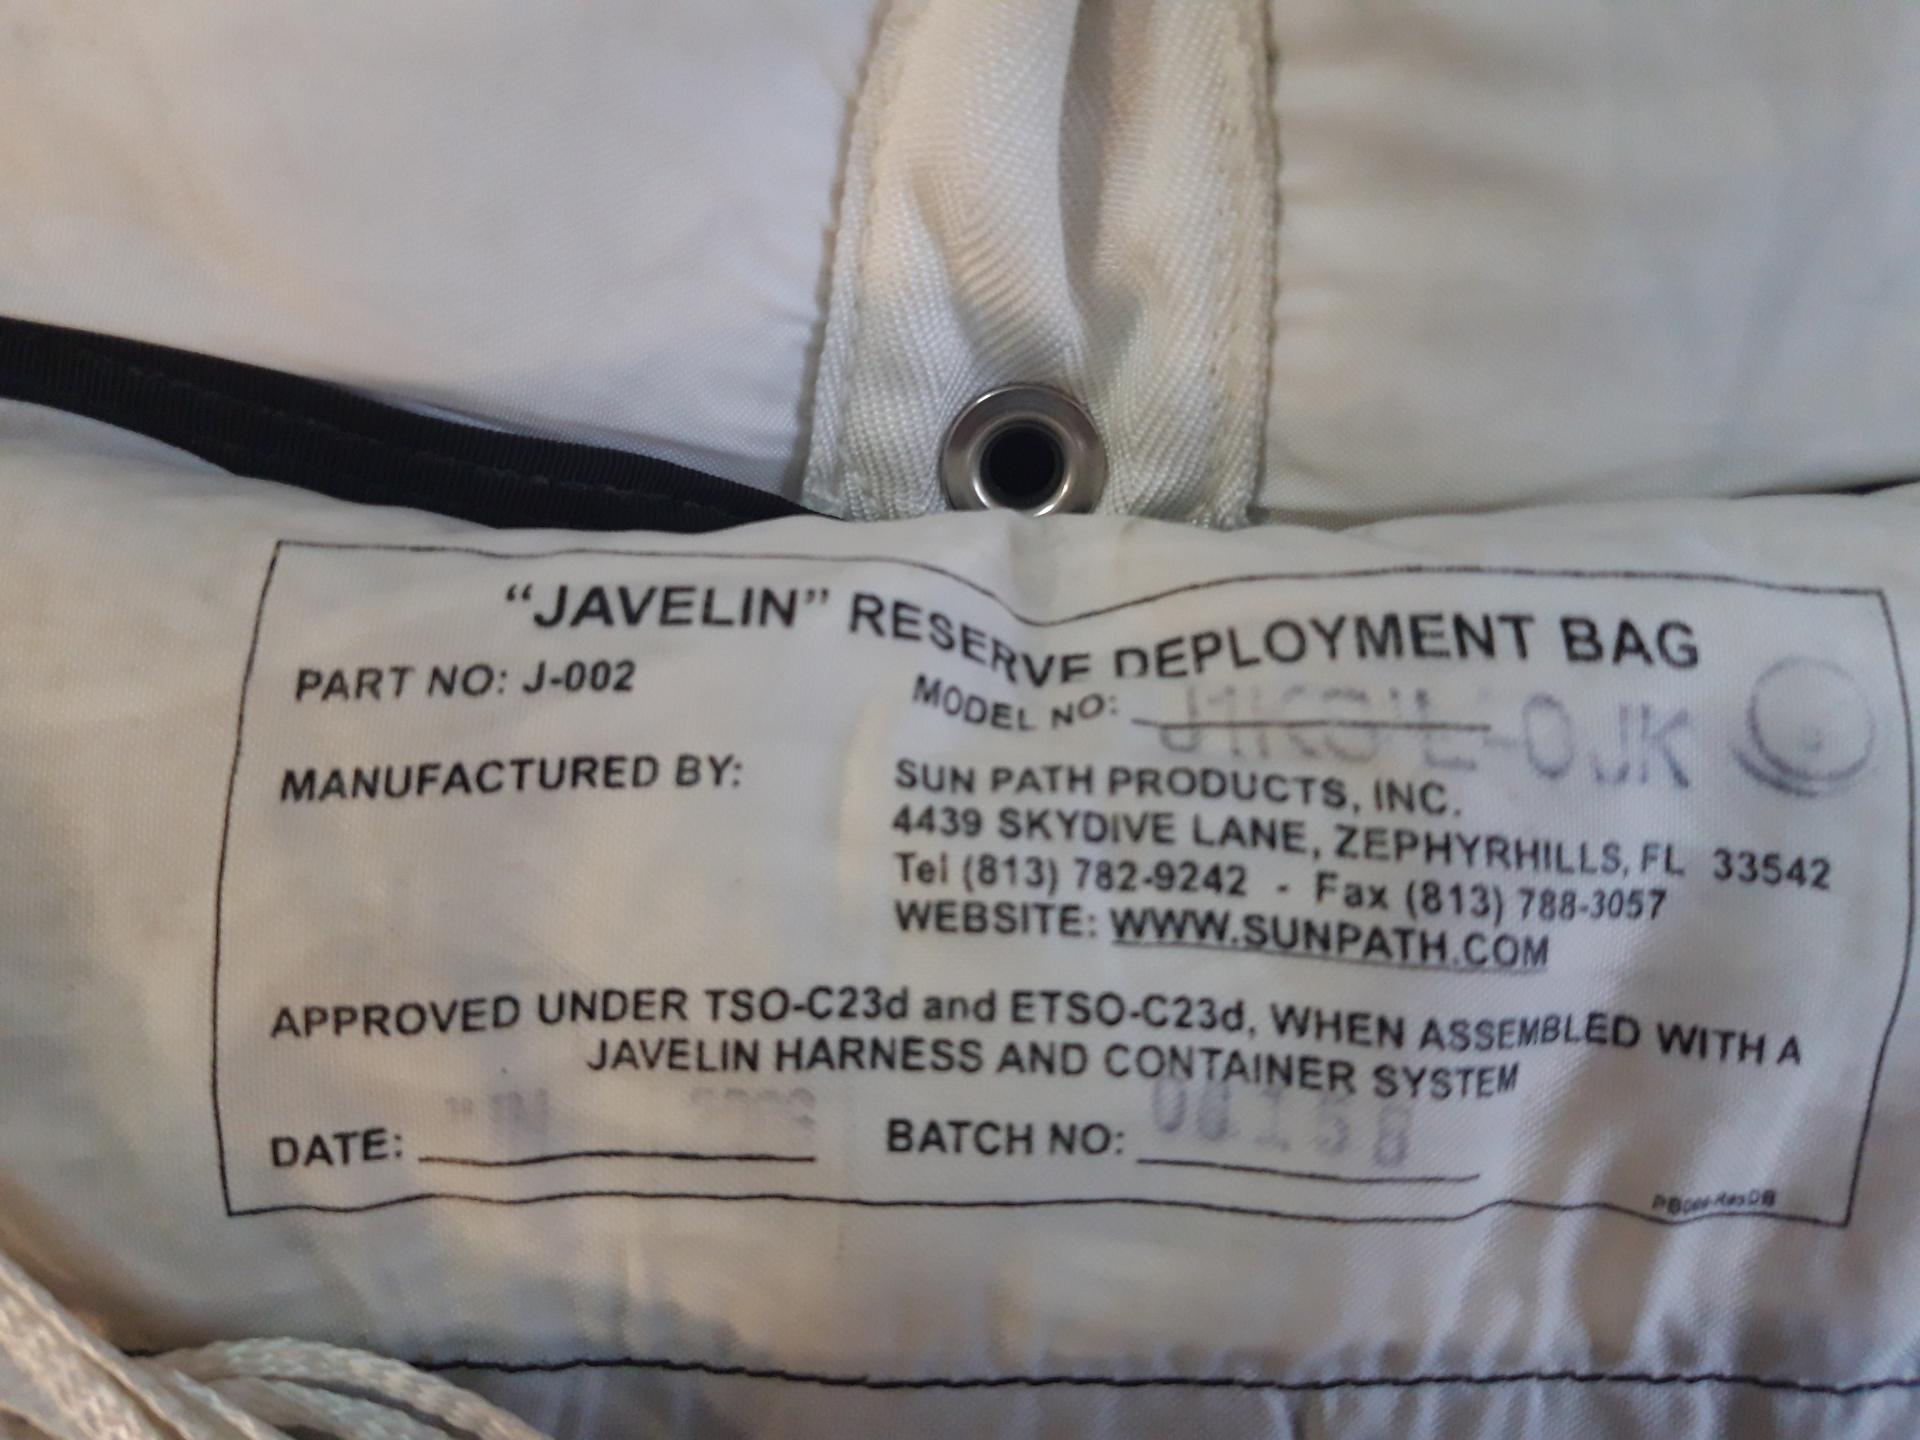 “JAVELIN” RESERVE DEPLOYMENT BAG
PART NO: J-002
MODEL NO:
MANUFACTURED BY:
SUN PATH PRODUCTS, INC.
4439 SKYDIVE LANE, ZEPHYRHILLS, FL 33542
Tel (813) 782-9242 - Fax (813) 788-3057
WEBSITE: WWW.SUNPATH.COM
APPROVED UNDER TSO-C23d and ETSO-C23d, WHEN ASSEMBLED WITH A
JAVELIN HARNESS AND CONTAINER SYSTEM
DATE:
BATCH NO: